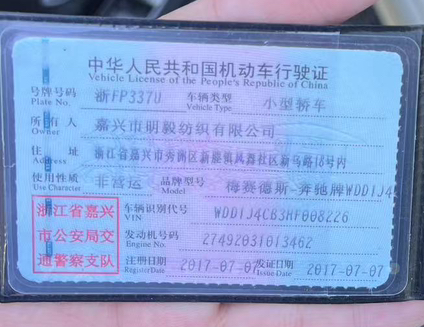 中华人民共和国机动车行驶证
Vehicle License of the People's Republic of China
号牌号码 浙FP337U 车辆类型 小型轿车
Plate No. Vehicle Type
所有人 嘉兴市明毅纺织有限公司
Owner
住址 浙江省嘉兴市秀洲区新塍镇凤嘉社区新马路18号内
Address
使用性质 非营运 品牌型号 梅赛德斯-奔驰牌WDDIJ4
Use Character Model
浙江省嘉兴市公安局交通警察支队
车辆识别代号 WDDIJ4CB3HF008226
VIN
发动机号码 27492031013462
Engine No.
注册日期 2017-07-07 发证日期 2017-07-07
Register Date Issue Date